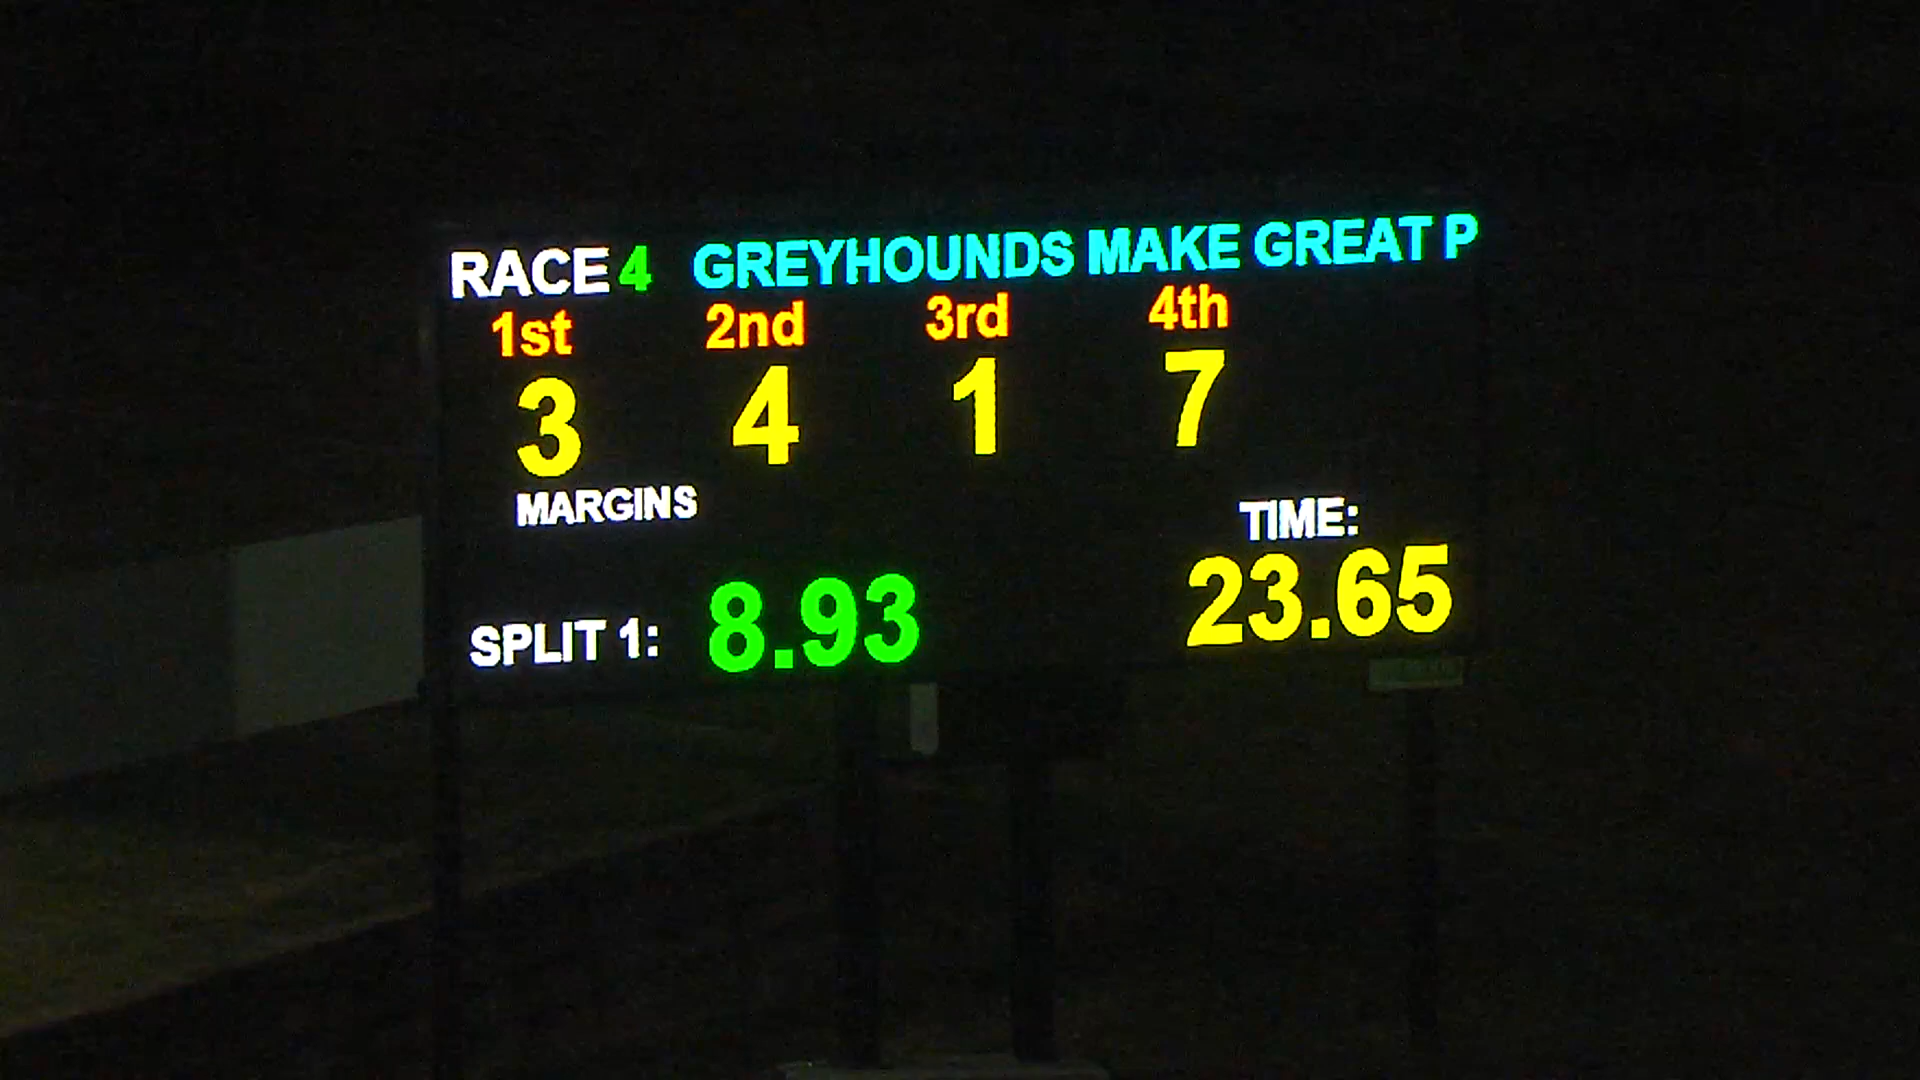 RACE 4 GREYHOUNDS MAKE GREAT P
1st 2nd 3rd 4th
3 4 1 7
MARGINS
TIME:
SPLIT 1: 8.93 23.65